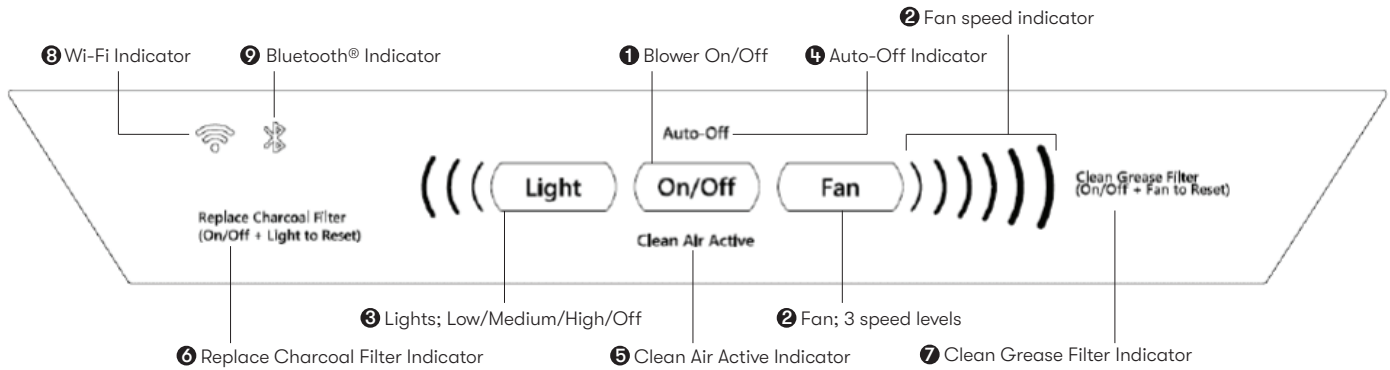 ❷ Fan speed indicator
❽ Wi-Fi Indicator
❾ Bluetooth® Indicator
❶ Blower On/Off
❹ Auto-Off Indicator
Auto-Off
Light
On/Off
Fan
Clean Grease Filter
(On/Off + Fan to Reset)
Replace Charcoal Filter
(On/Off + Light to Reset)
Clean Air Active
❸ Lights; Low/Medium/High/Off
❷ Fan; 3 speed levels
❻ Replace Charcoal Filter Indicator
❺ Clean Air Active Indicator
❼ Clean Grease Filter Indicator